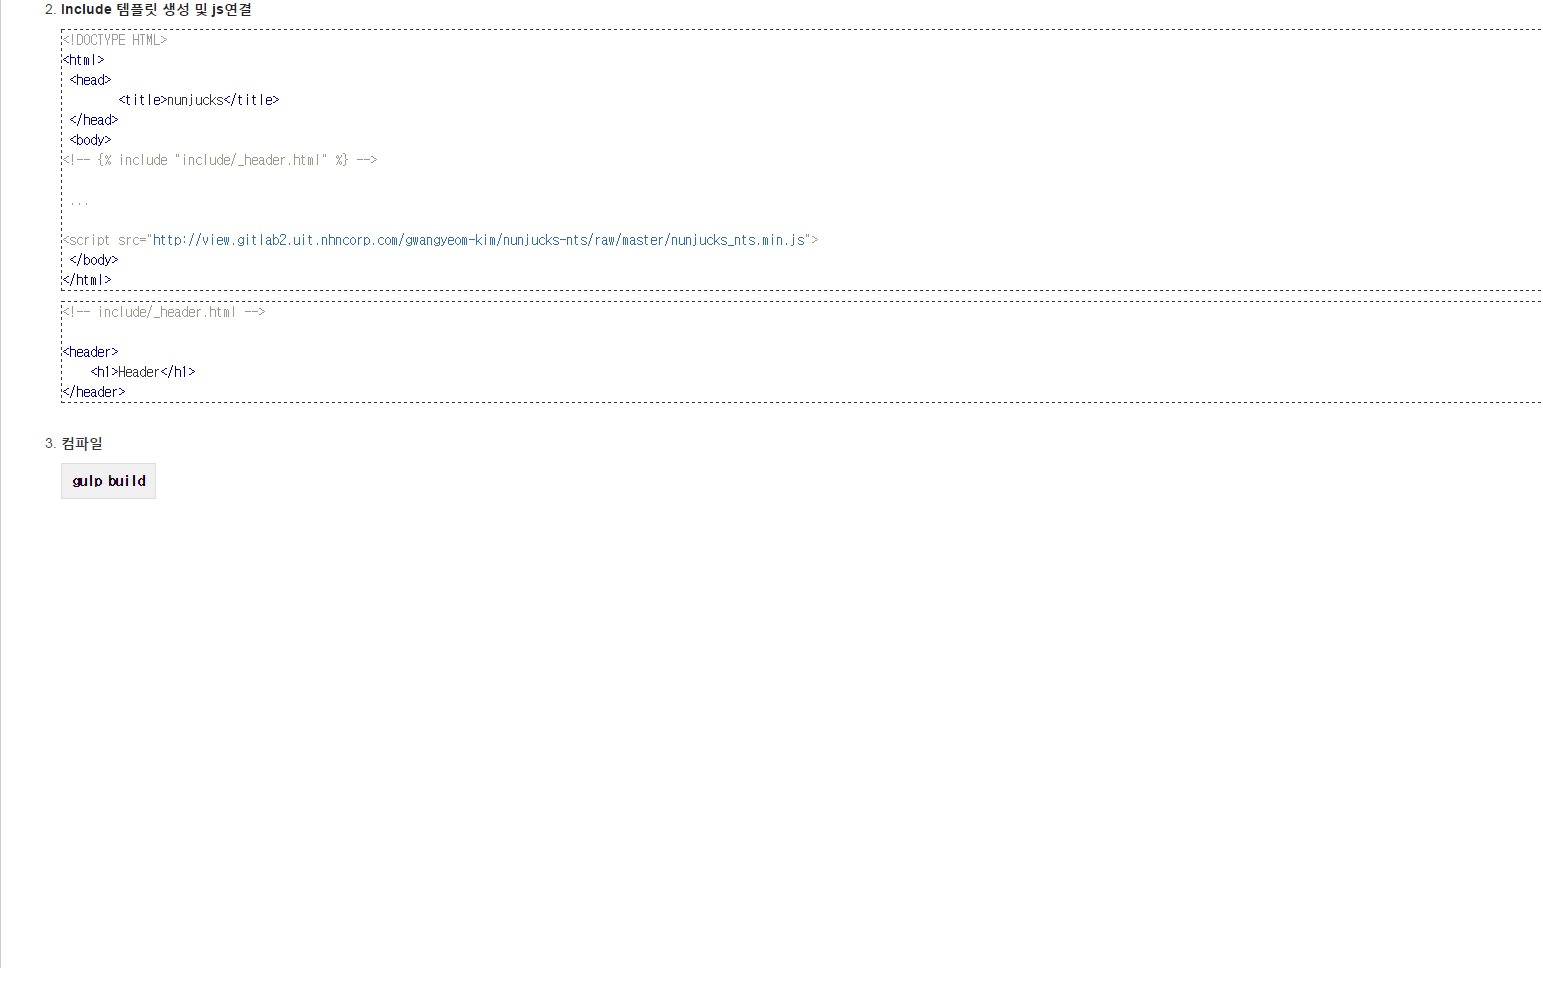 2. Include 템플릿 생성 및 js연결
<!DOCTYPE HTML>
<html>
<head>
<title>nunjucks</title>
</head>
<body>
<!-- {% include "include/_header.html" %} -->
...
<script src="http://view.gitlab2.uit.nhncorp.com/gwangyeom-kim/nunjucks-nts/raw/master/nunjucks_nts.min.js">
</body>
</html>
<!-- include/_header.html -->
<header>
<h1>Header</h1>
</header>
3. 컴파일
gulp build